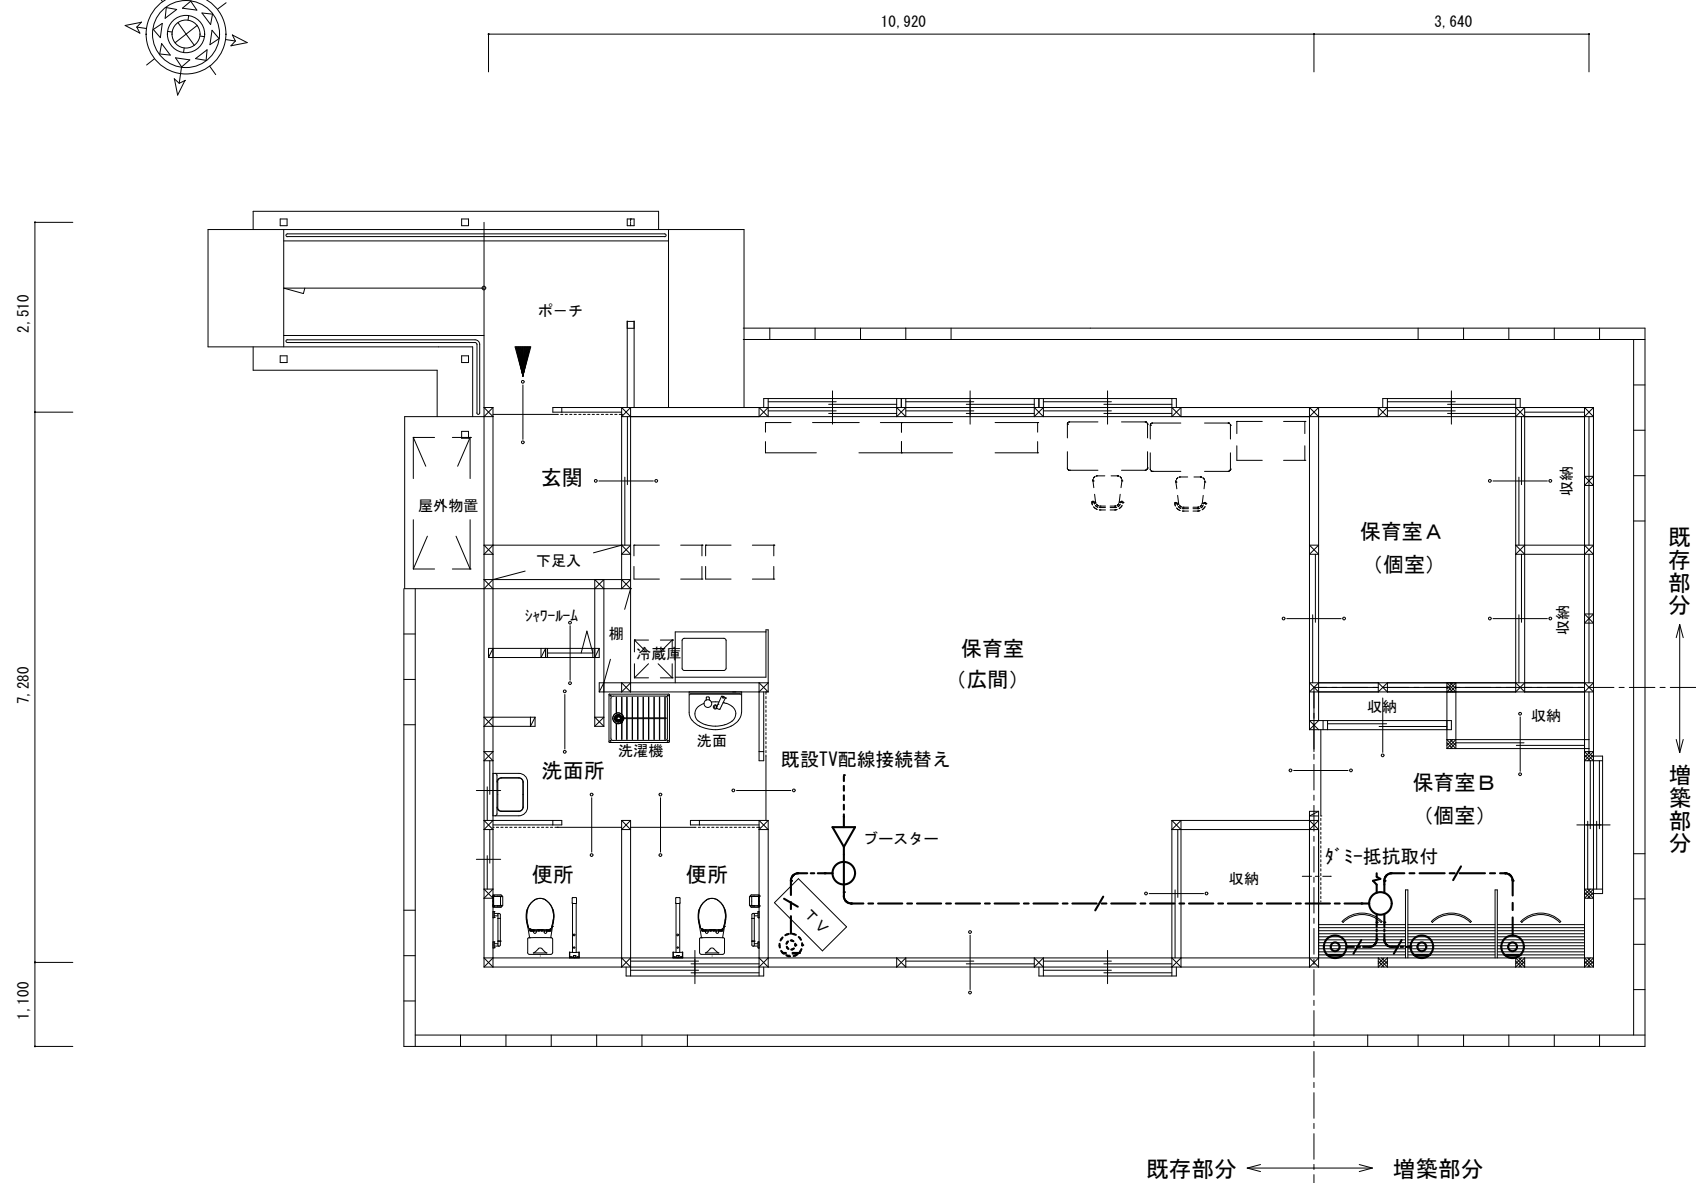 10,920
3,640
2,510
7,280
1,100
ポーチ
玄関
屋外物置
下足入
シャワールーム
棚
冷蔵庫
保育室
(広間)
保育室A
(個室)
収納
収納
既存部分
増築部分
収納
収納
洗濯機
洗面
洗面所
既設TV配線接続替え
保育室B
(個室)
ブースター
ダミー抵抗取付
便所
便所
TV
収納
既存部分
増築部分